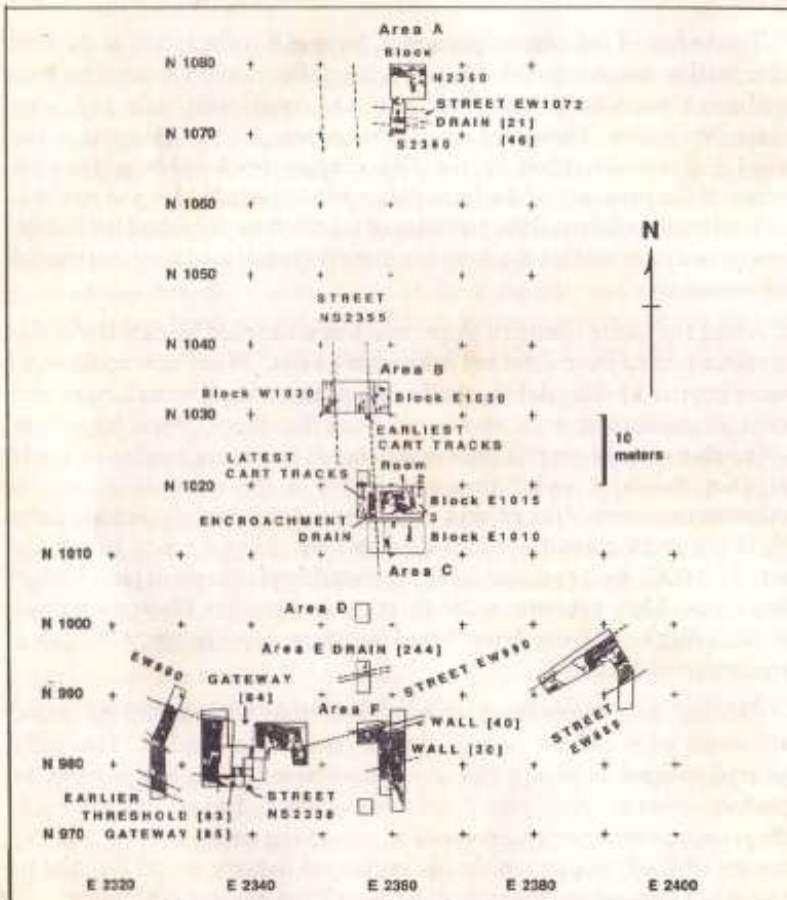 Area A
Block
N 1080
N2350
STREET EW1072
DRAIN [21]
N 1070
[46]
S2360
N 1060
N
N 1050
STREET
NS2355
N 1040
Area B
Block W1030
Block E1030
N 1030
EARLIEST
CART TRACKS
10
meters
LATEST
CART TRACKS
Room
N 1020
Block E1015
3
ENCROACHMENT
DRAIN
Block E1010
N 1010
Area C
Area D
N 1000
Area E DRAIN [244]
STREET EW990
EW980
GATEWAY
[84]
N 990
STREET
EW985
Area F
WALL [40]
WALL [30]
N 980
EARLIER
THRESHOLD [83]
GATEWAY [85]
STREET
NS2338
N 970
E 2320
E 2340
E 2360
E 2380
E 2400